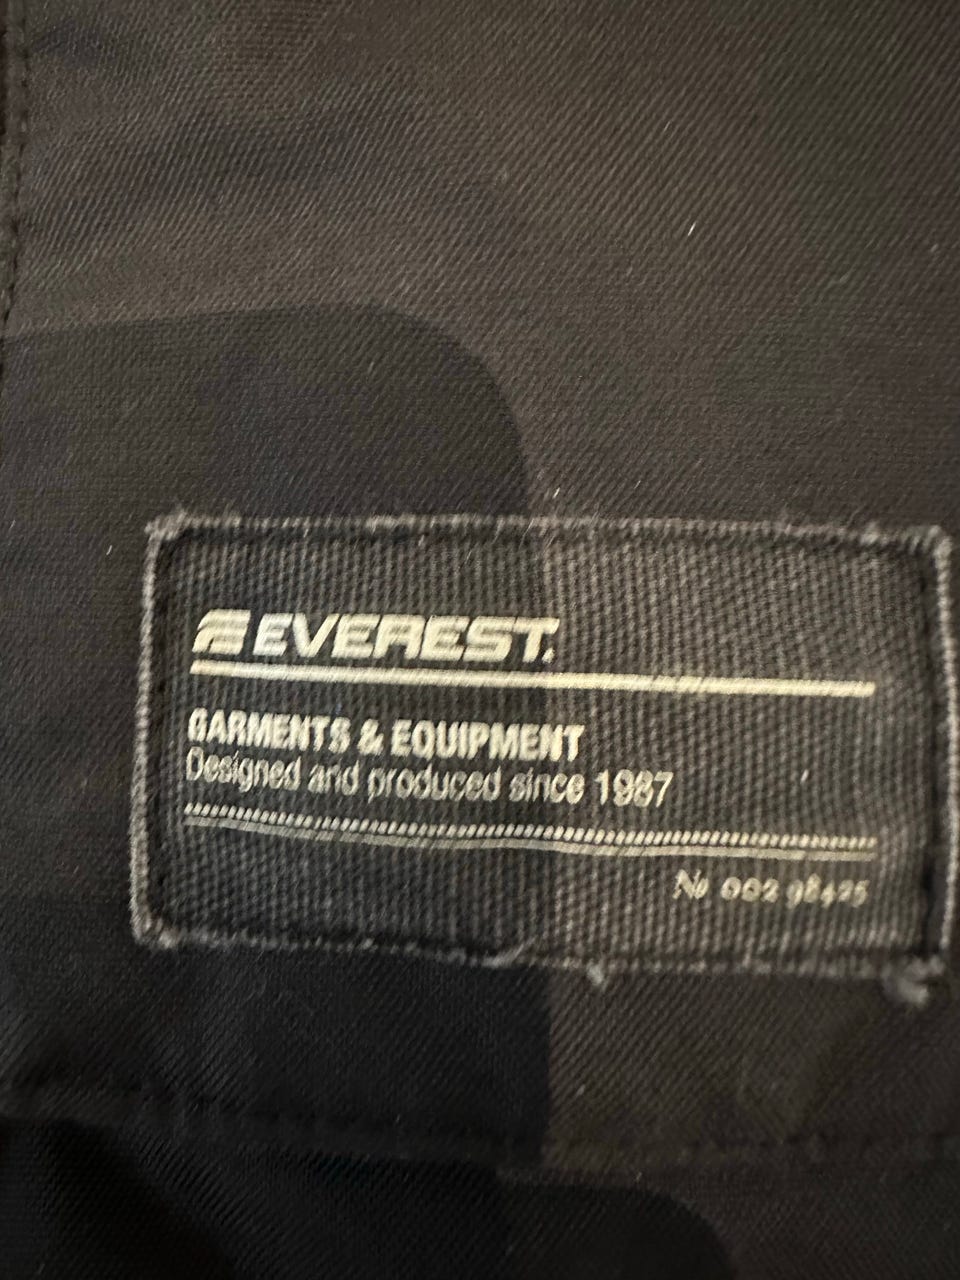 EVEREST
GARMENTS & EQUIPMENT
Designed and produced since 1987
No 002 98425